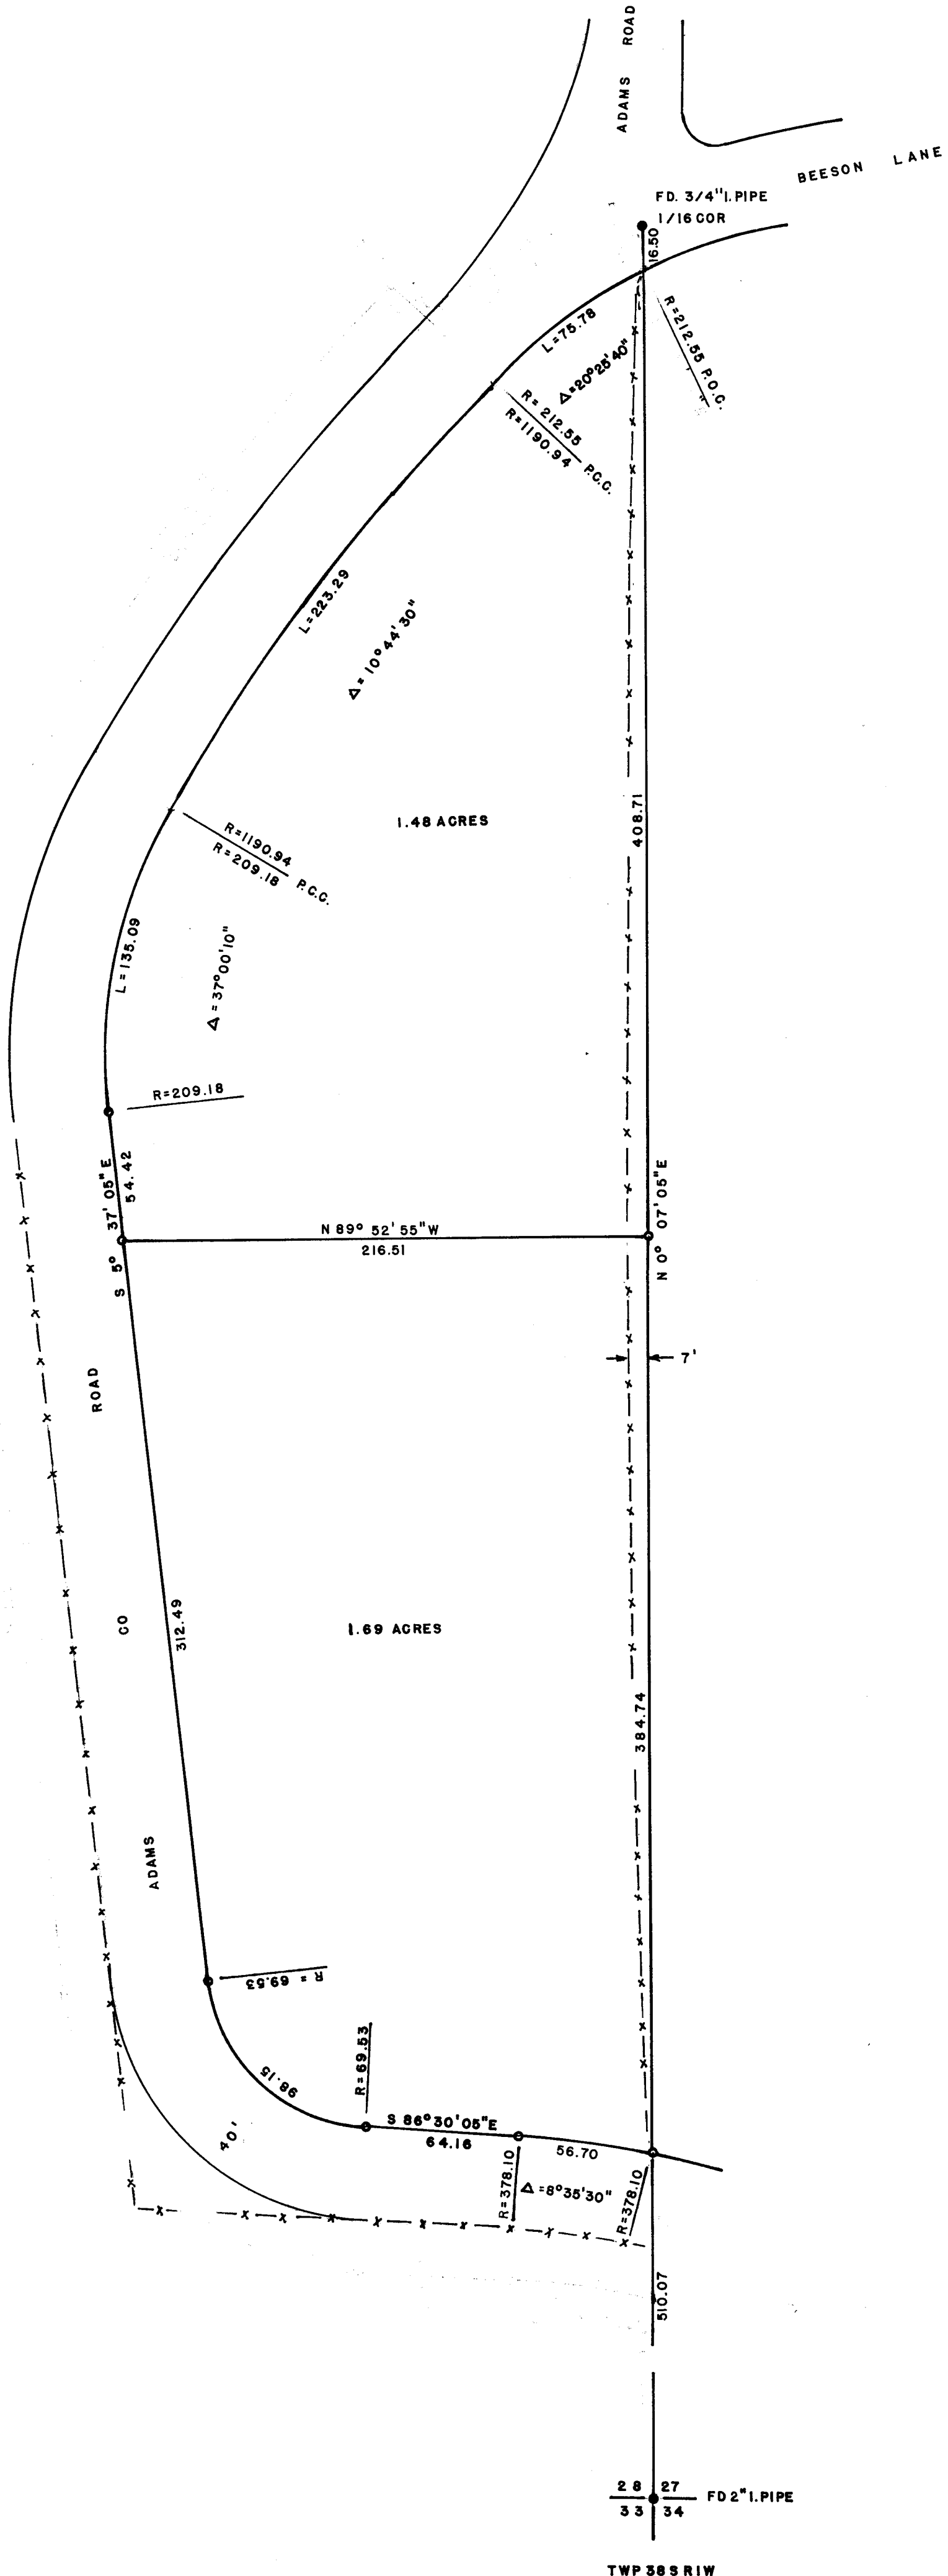 ADAMS ROAD
BEESON LANE
FD. 3/4" I. PIPE
1/16 COR
16.50
R=212.55 P.O.C.
L=75.78
Δ=20°25'40"
R= 212.55
R=1190.94 P.C.C.
L=223.29
Δ= 10°44'30"
408.71
1.48 ACRES
R=1190.94
R=209.18 P.C.C.
L=135.09
Δ = 37°00'10"
R=209.18
S 5° 37' 05" E
54.42
N 89° 52' 55" W
216.51
N 0° 07' 05" E
7'
ADAMS CO ROAD
312.49
1.69 ACRES
384.74
R = 69.53
98.15
R=69.53
40'
S 86°30'05"E
64.16
56.70
R=378.10
Δ =8°35'30"
R=378.10
510.07
28 27
33 34
FD 2" I. PIPE
TWP 38 S R1W